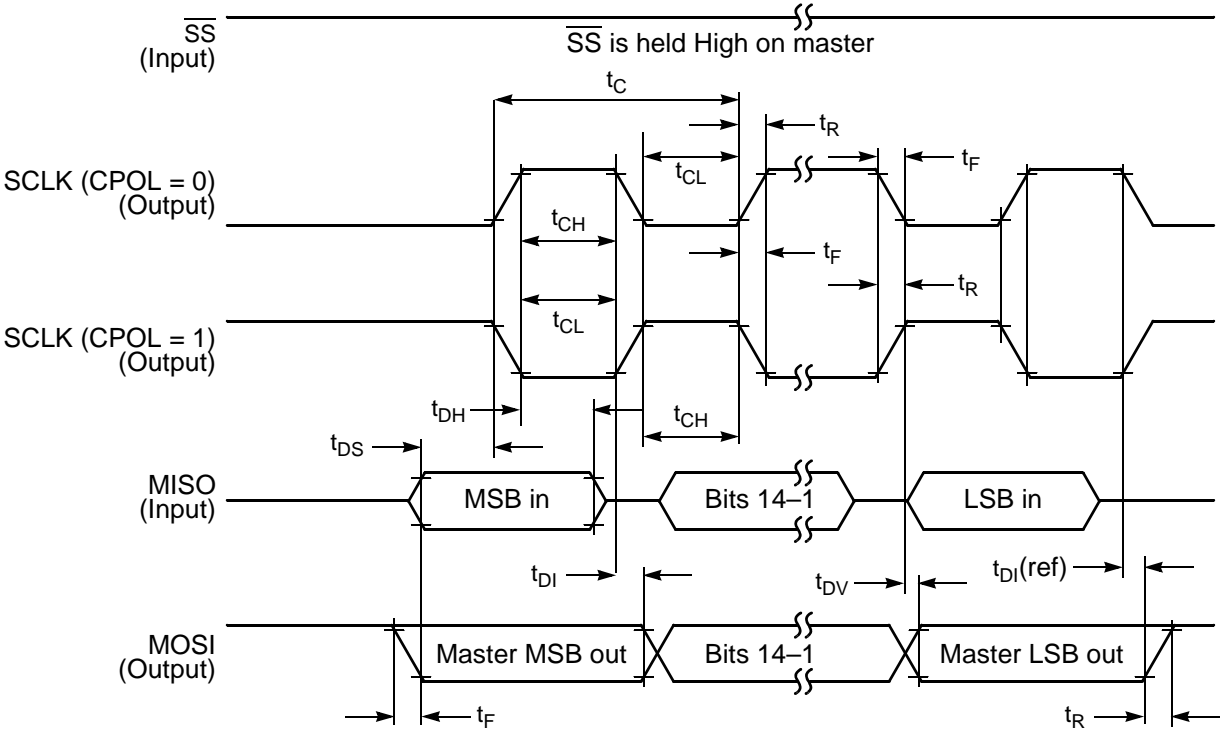 SS
(Input)
SS is held High on master
tC
tR
tF
SCLK (CPOL = 0)
(Output)
tCL
tCH
tF
tR
tCL
SCLK (CPOL = 1)
(Output)
tDH
tCH
tDS
MISO
(Input)
MSB in
Bits 14–1
LSB in
tDI
tDV
tDI(ref)
MOSI
(Output)
Master MSB out
Bits 14–1
Master LSB out
tF
tR